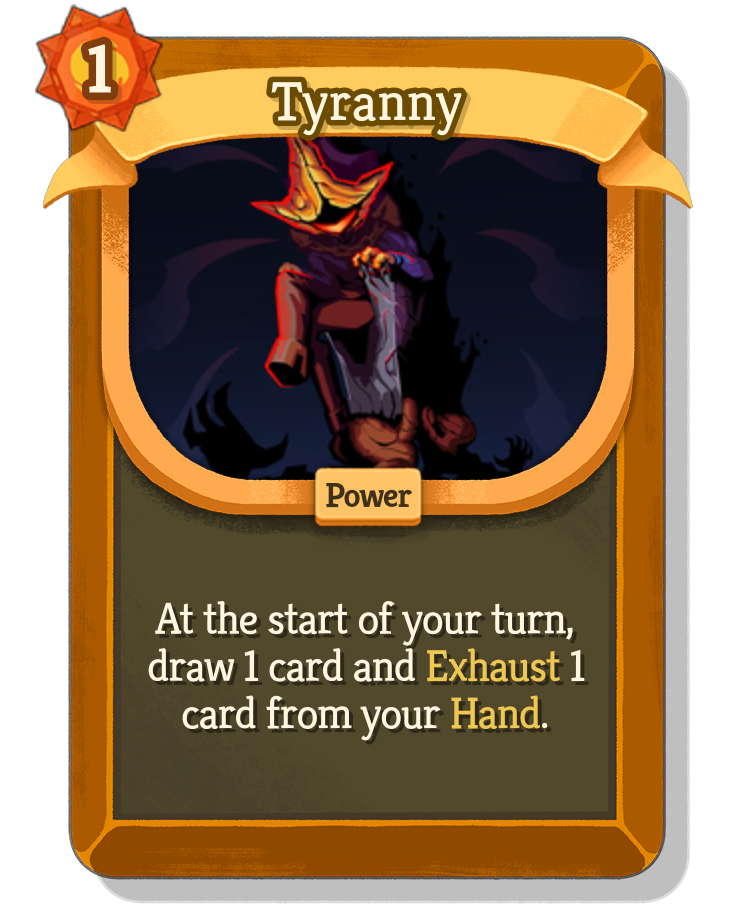 1
Tyranny
Power
At the start of your turn,
draw 1 card and Exhaust 1
card from your Hand.